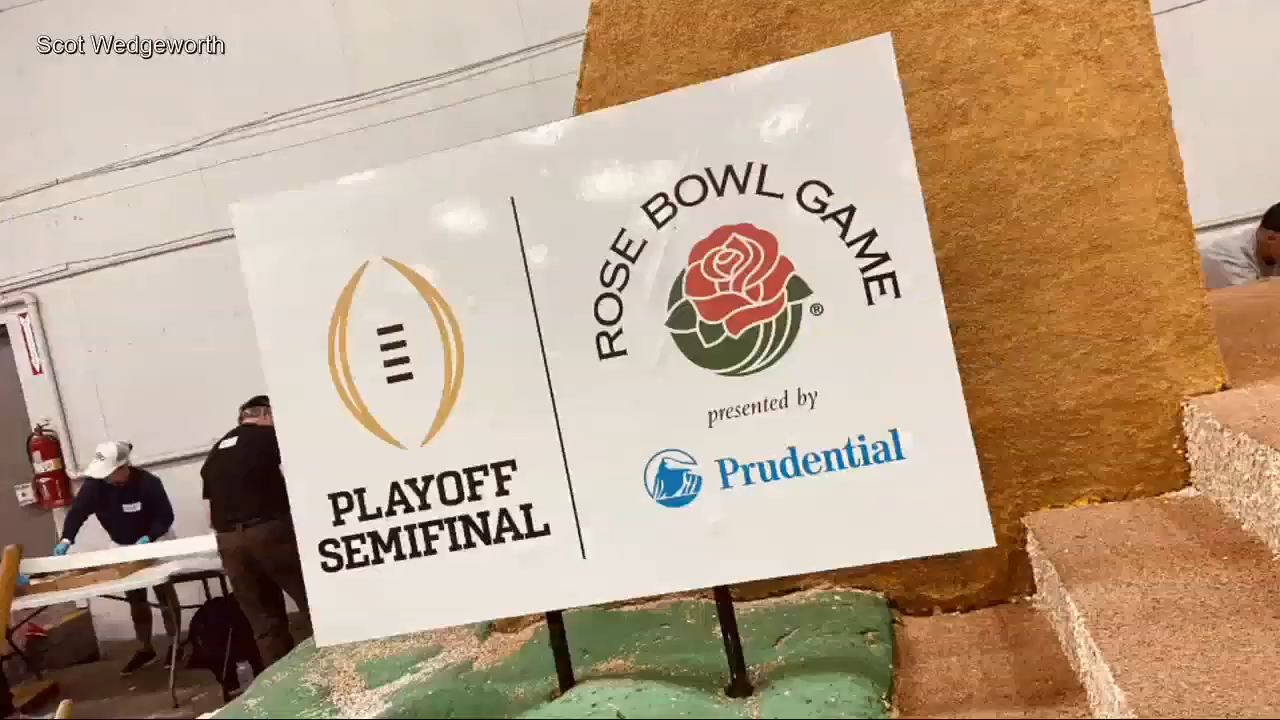 Scot Wedgeworth
PLAYOFF
SEMIFINAL
ROSE BOWL GAME
®
presented by
Prudential